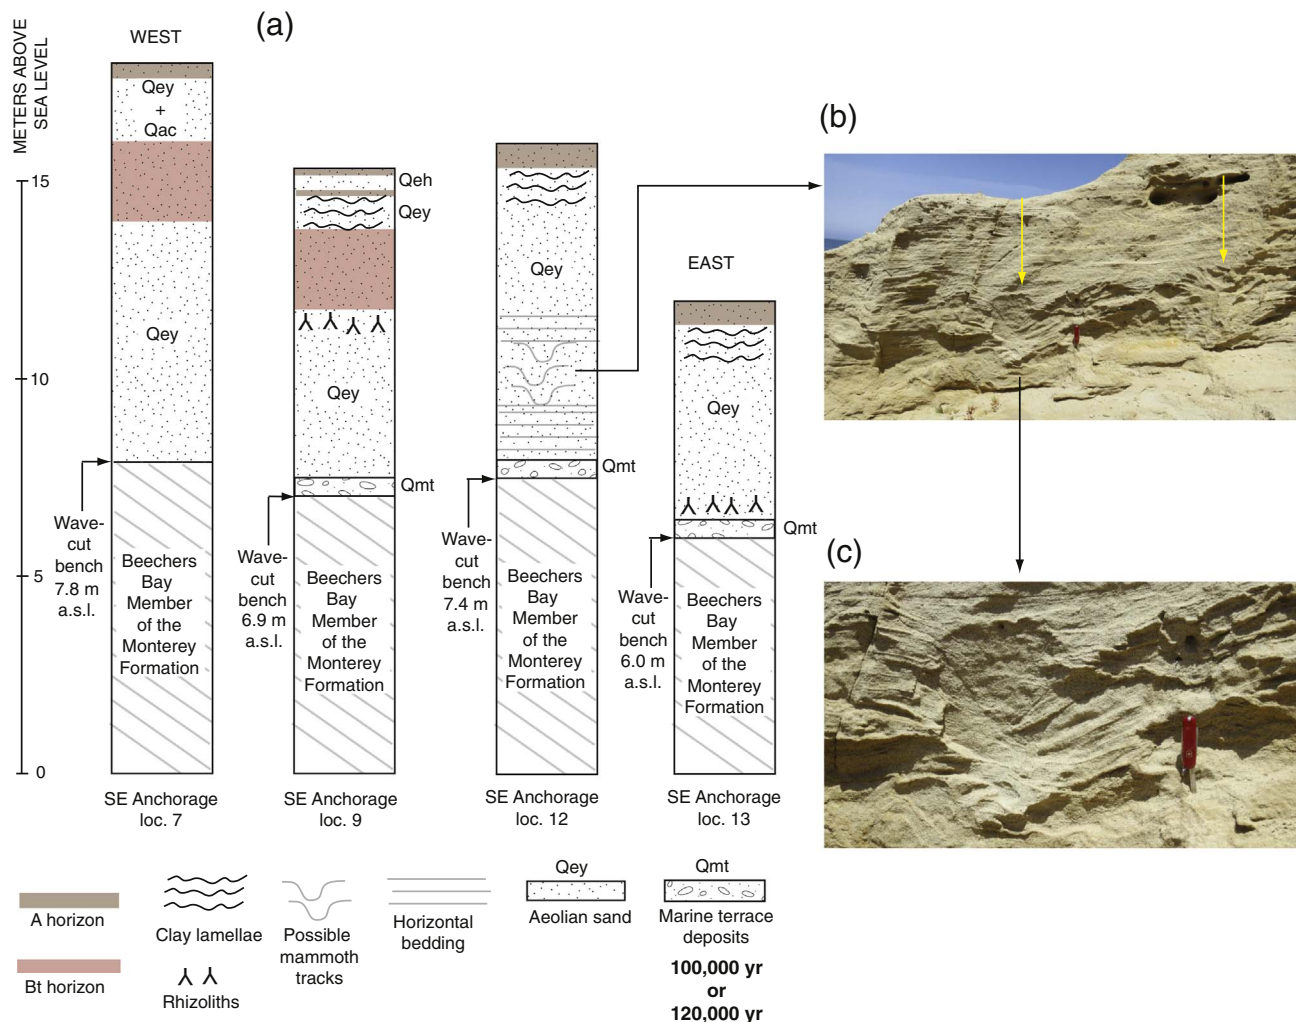 (a)
METERS ABOVE
SEA LEVEL
15
10
5
0
WEST
Qey
+
Qac
Qey
Wave-
cut
bench
7.8 m
a.s.l.
Beechers
Bay
Member
of the
Monterey
Formation
SE Anchorage
loc. 7
Qeh
Qey
Qey
Qmt
Wave-
cut
bench
6.9 m
a.s.l.
Beechers
Bay
Member
of the
Monterey
Formation
SE Anchorage
loc. 9
Qey
Qmt
Wave-
cut
bench
7.4 m
a.s.l.
Beechers
Bay
Member
of the
Monterey
Formation
SE Anchorage
loc. 12
EAST
Qey
Qmt
Wave-
cut
bench
6.0 m
a.s.l.
Beechers
Bay
Member
of the
Monterey
Formation
SE Anchorage
loc. 13
(b)
(c)
A horizon
Bt horizon
Clay lamellae
Rhizoliths
Possible
mammoth
tracks
Horizontal
bedding
Qey
Aeolian sand
Qmt
Marine terrace
deposits
100,000 yr
or
120,000 yr